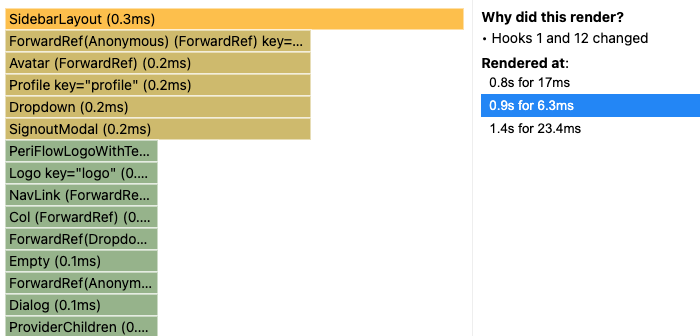 SidebarLayout (0.3ms)
ForwardRef(Anonymous) (ForwardRef) key=...
Avatar (ForwardRef) (0.2ms)
Profile key="profile" (0.2ms)
Dropdown (0.2ms)
SignoutModal (0.2ms)
PeriFlowLogoWithTe...
Logo key="logo" (0....
NavLink (ForwardRe...
Col (ForwardRef) (0....
ForwardRef(Dropdo...
Empty (0.1ms)
ForwardRef(Anonym...
Dialog (0.1ms)
ProviderChildren (0....
Why did this render?
• Hooks 1 and 12 changed
Rendered at:
0.8s for 17ms
0.9s for 6.3ms
1.4s for 23.4ms